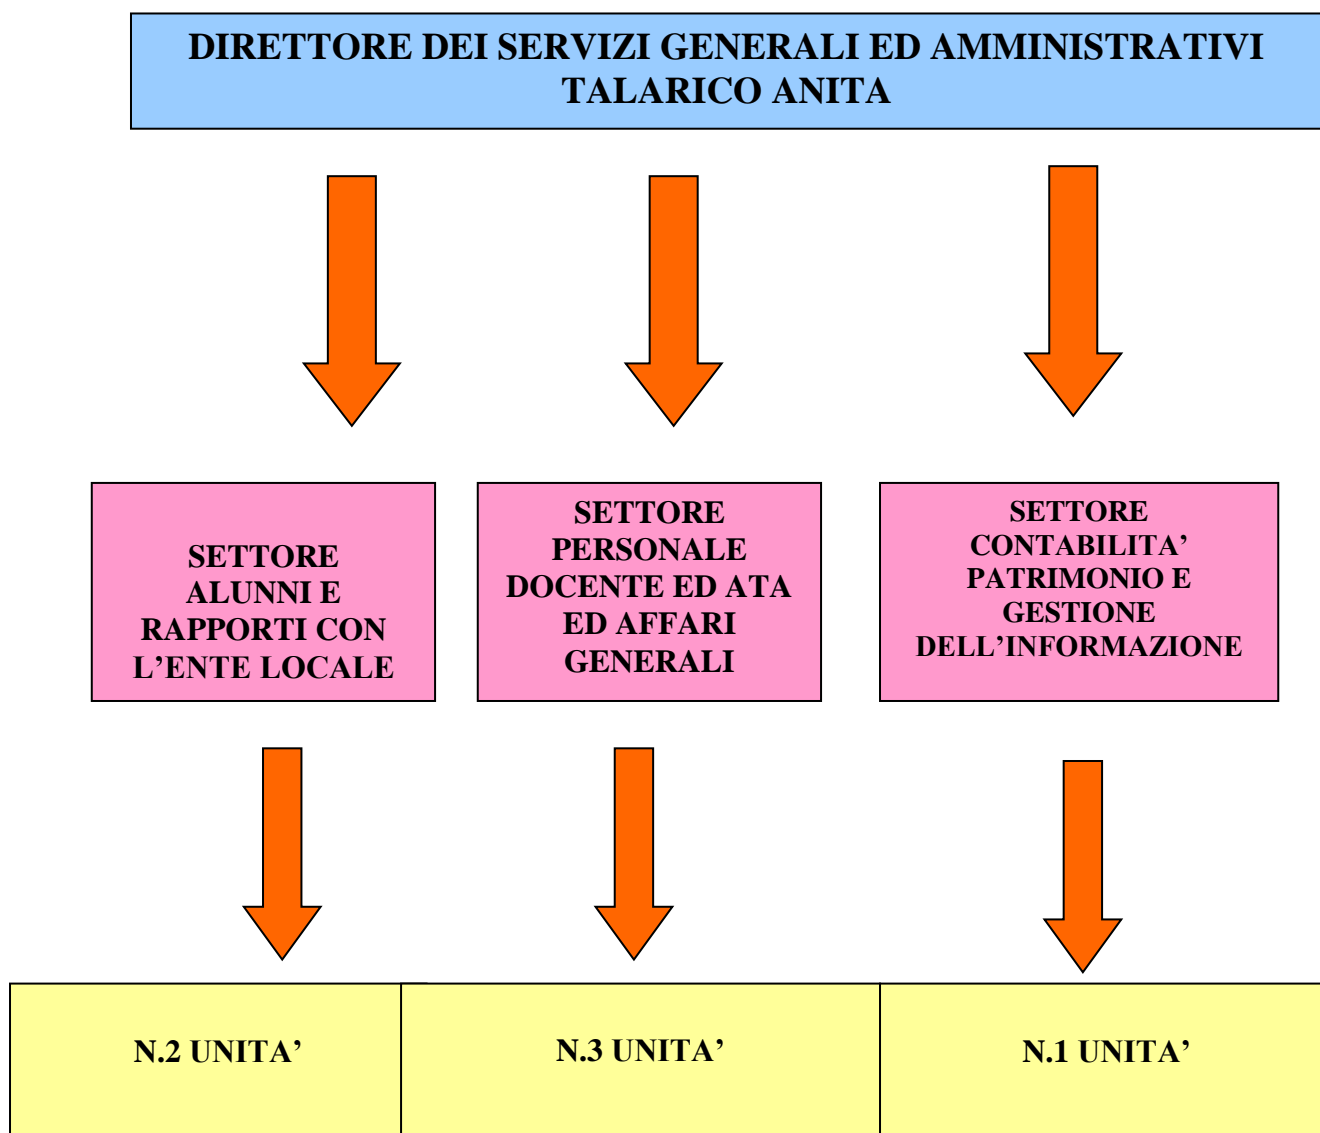 DIRETTORE DEI SERVIZI GENERALI ED AMMINISTRATIVI
TALARICO ANITA
SETTORE
ALUNNI E
RAPPORTI CON
L’ENTE LOCALE
SETTORE
PERSONALE
DOCENTE ED ATA
ED AFFARI
GENERALI
SETTORE
CONTABILITA’
PATRIMONIO E
GESTIONE
DELL’INFORMAZIONE
N.2 UNITA’
N.3 UNITA’
N.1 UNITA’